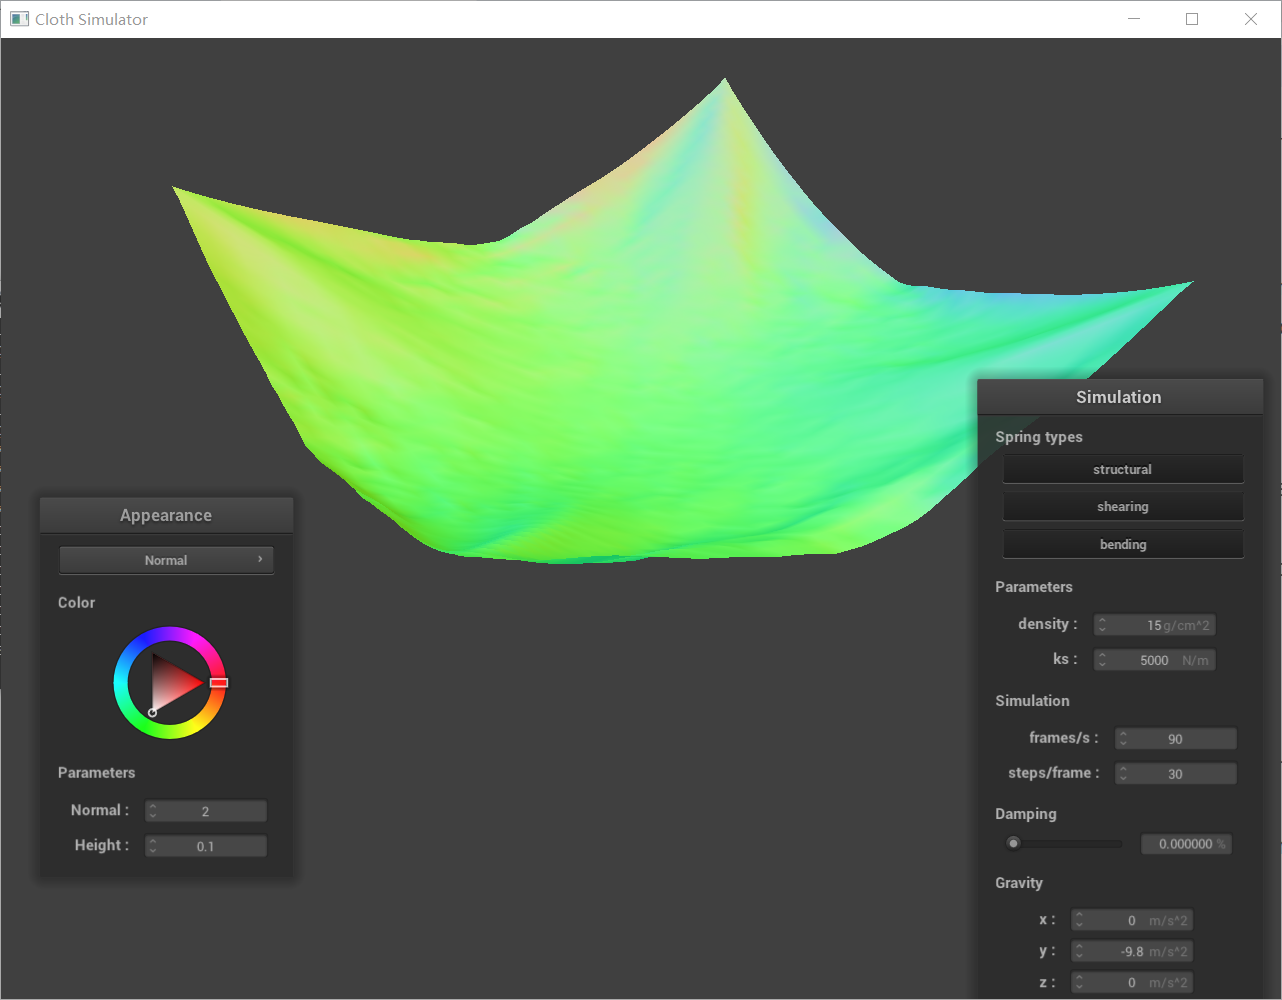 Cloth Simulator
Appearance
Normal
Color
Parameters
Normal : 2
Height : 0.1
Simulation
Spring types
structural
shearing
bending
Parameters
density : 15 g/cm^2
ks : 5000 N/m
Simulation
frames/s : 90
steps/frame : 30
Damping
0.000000 %
Gravity
x : 0 m/s^2
y : -9.8 m/s^2
z : 0 m/s^2